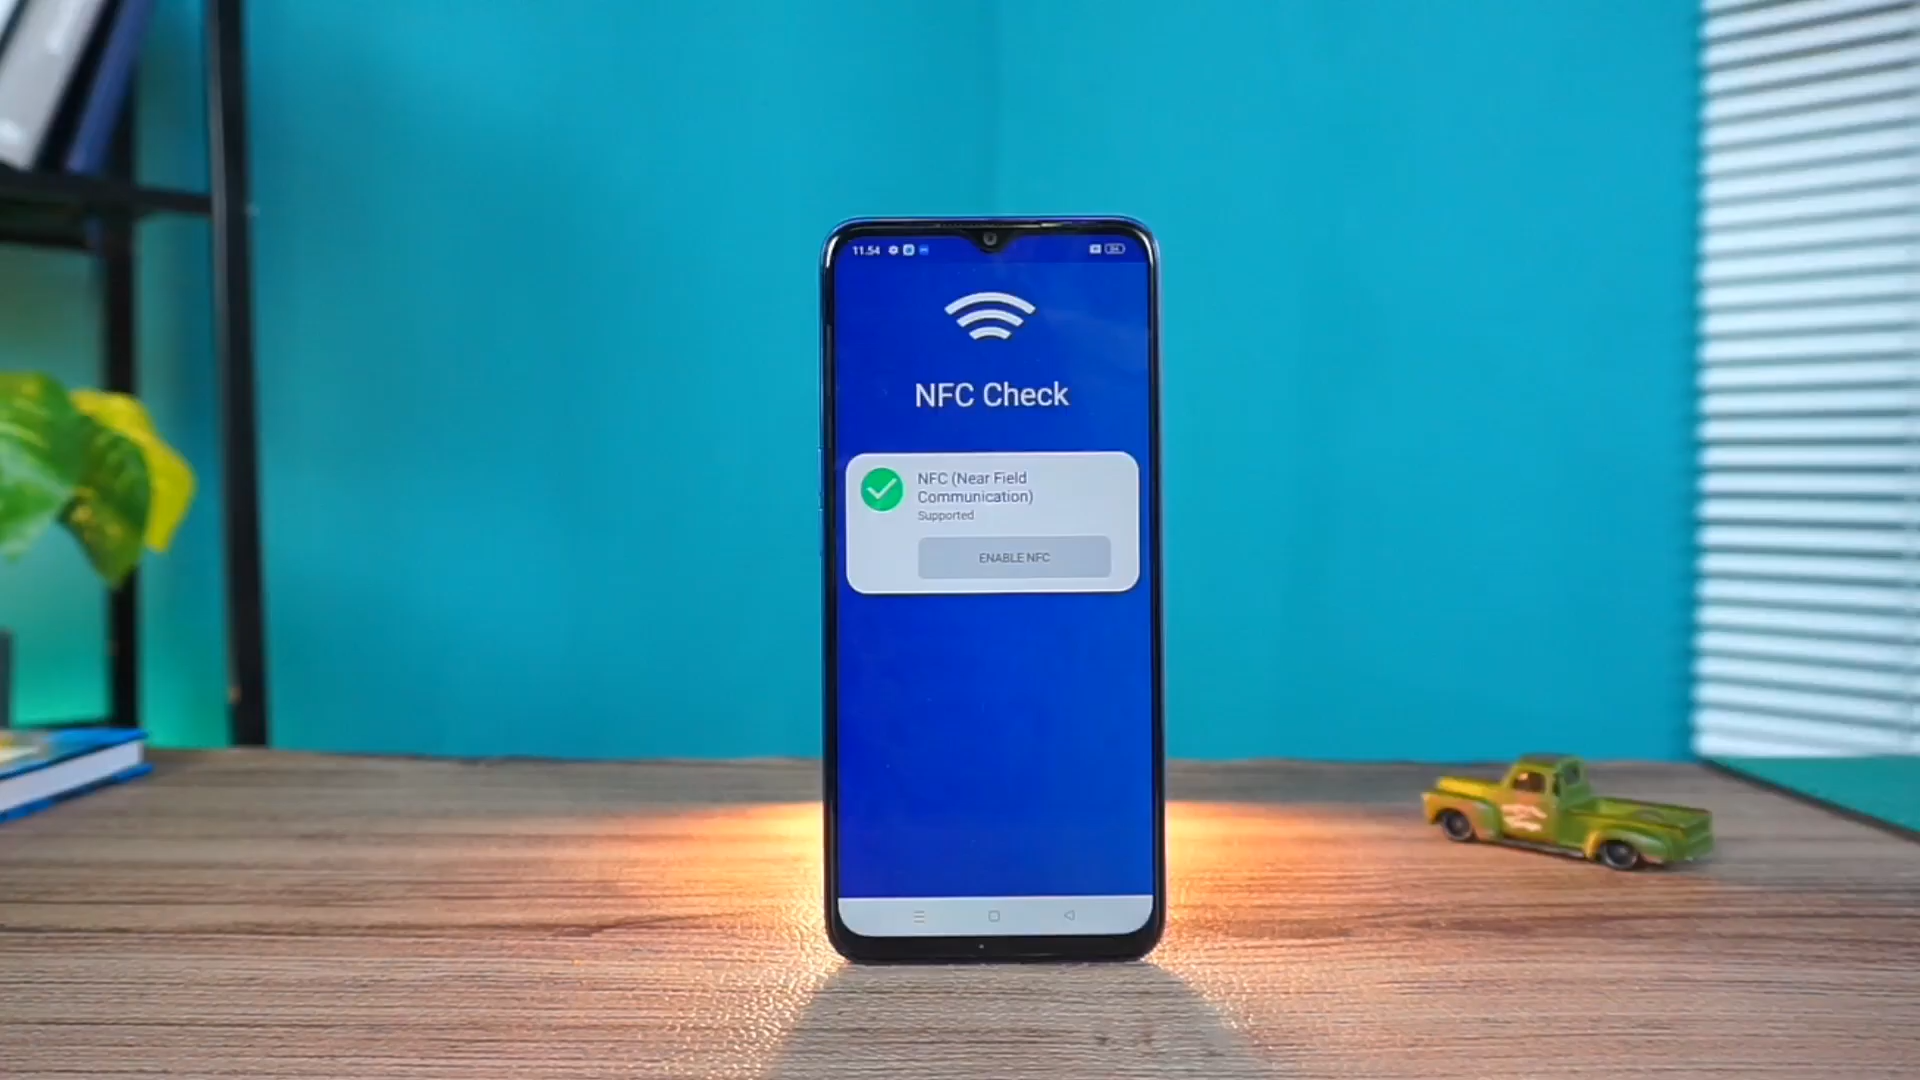 11.54
NFC Check
NFC (Near Field
Communication)
Supported
ENABLE NFC